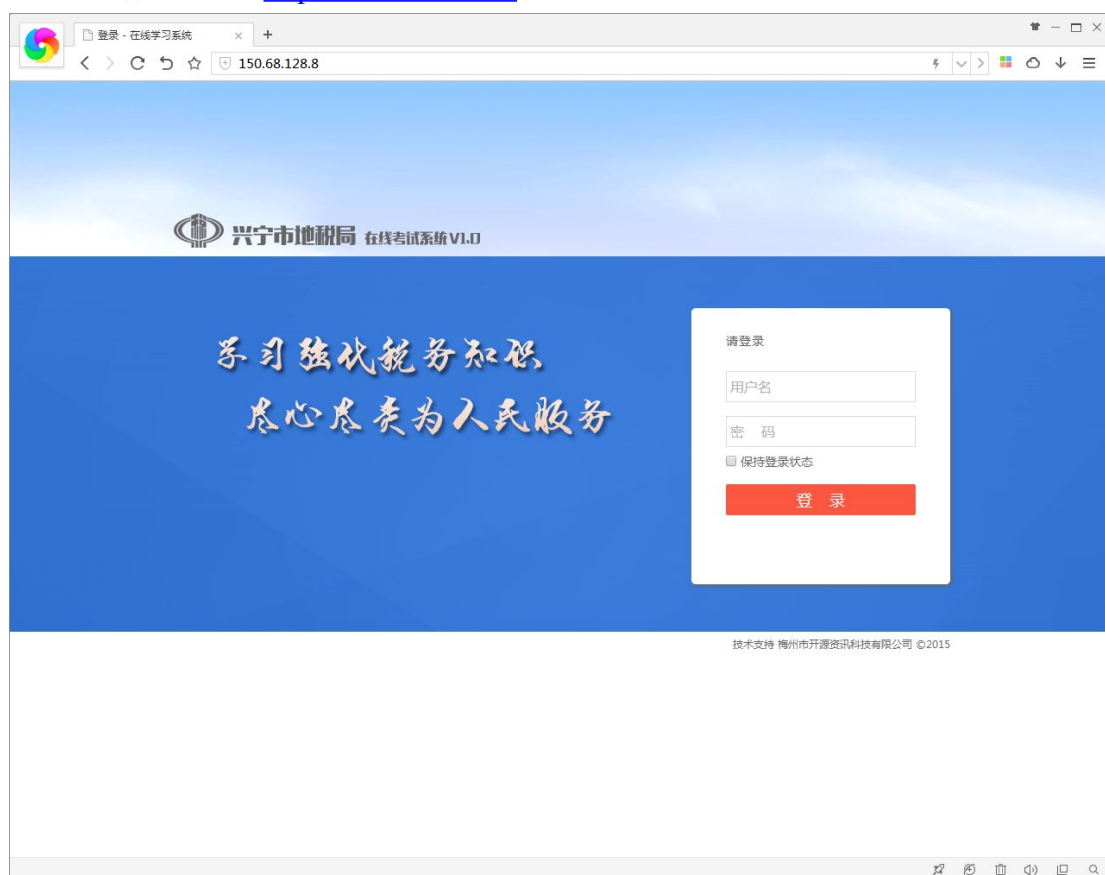 登录 - 在线学习系统
150.68.128.8
兴宁市地税局 在线考试系统 V1.0
学习强化税务知识
尽心尽责为人民服务
请登录
用户名
密 码
保持登录状态
登 录
技术支持 梅州市开源资讯科技有限公司 ©2015